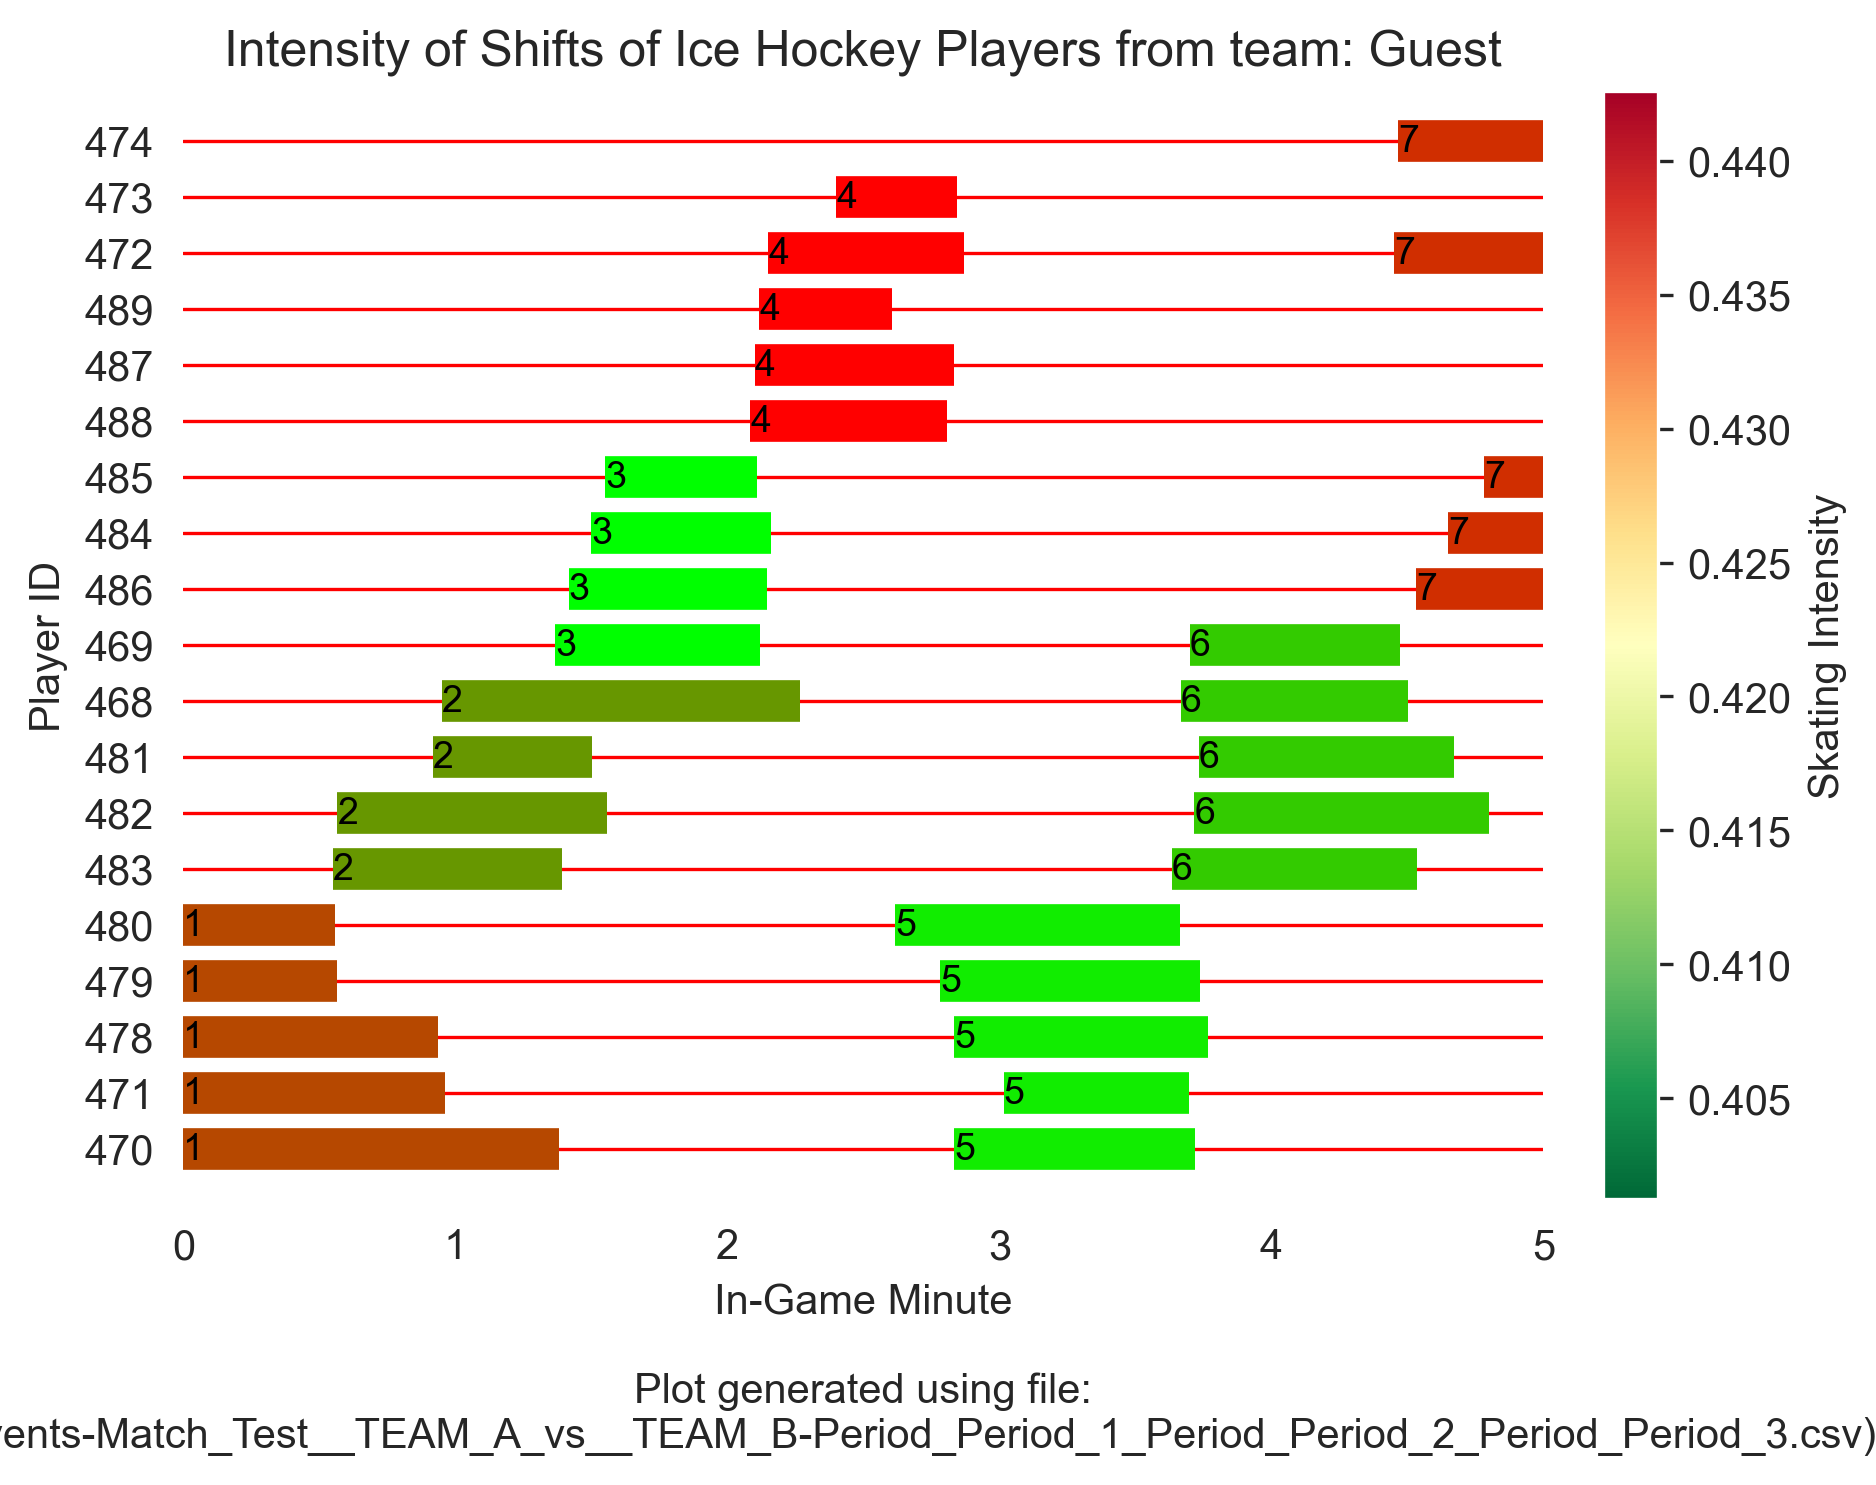 Intensity of Shifts of Ice Hockey Players from team: Guest
474 7
473 4
472 4 7
489 4
487 4
488 4
485 3 7
484 3 7
486 3 7
469 3 6
468 2 6
481 2 6
482 2 6
483 2 6
480 1 5
479 1 5
478 1 5
471 1 5
470 1 5
Player ID
0 1 2 3 4 5
In-Game Minute
0.440
0.435
0.430
0.425
0.420
0.415
0.410
0.405
Skating Intensity
Plot generated using file:
vents-Match_Test__TEAM_A_vs__TEAM_B-Period_Period_1_Period_Period_2_Period_Period_3.csv)